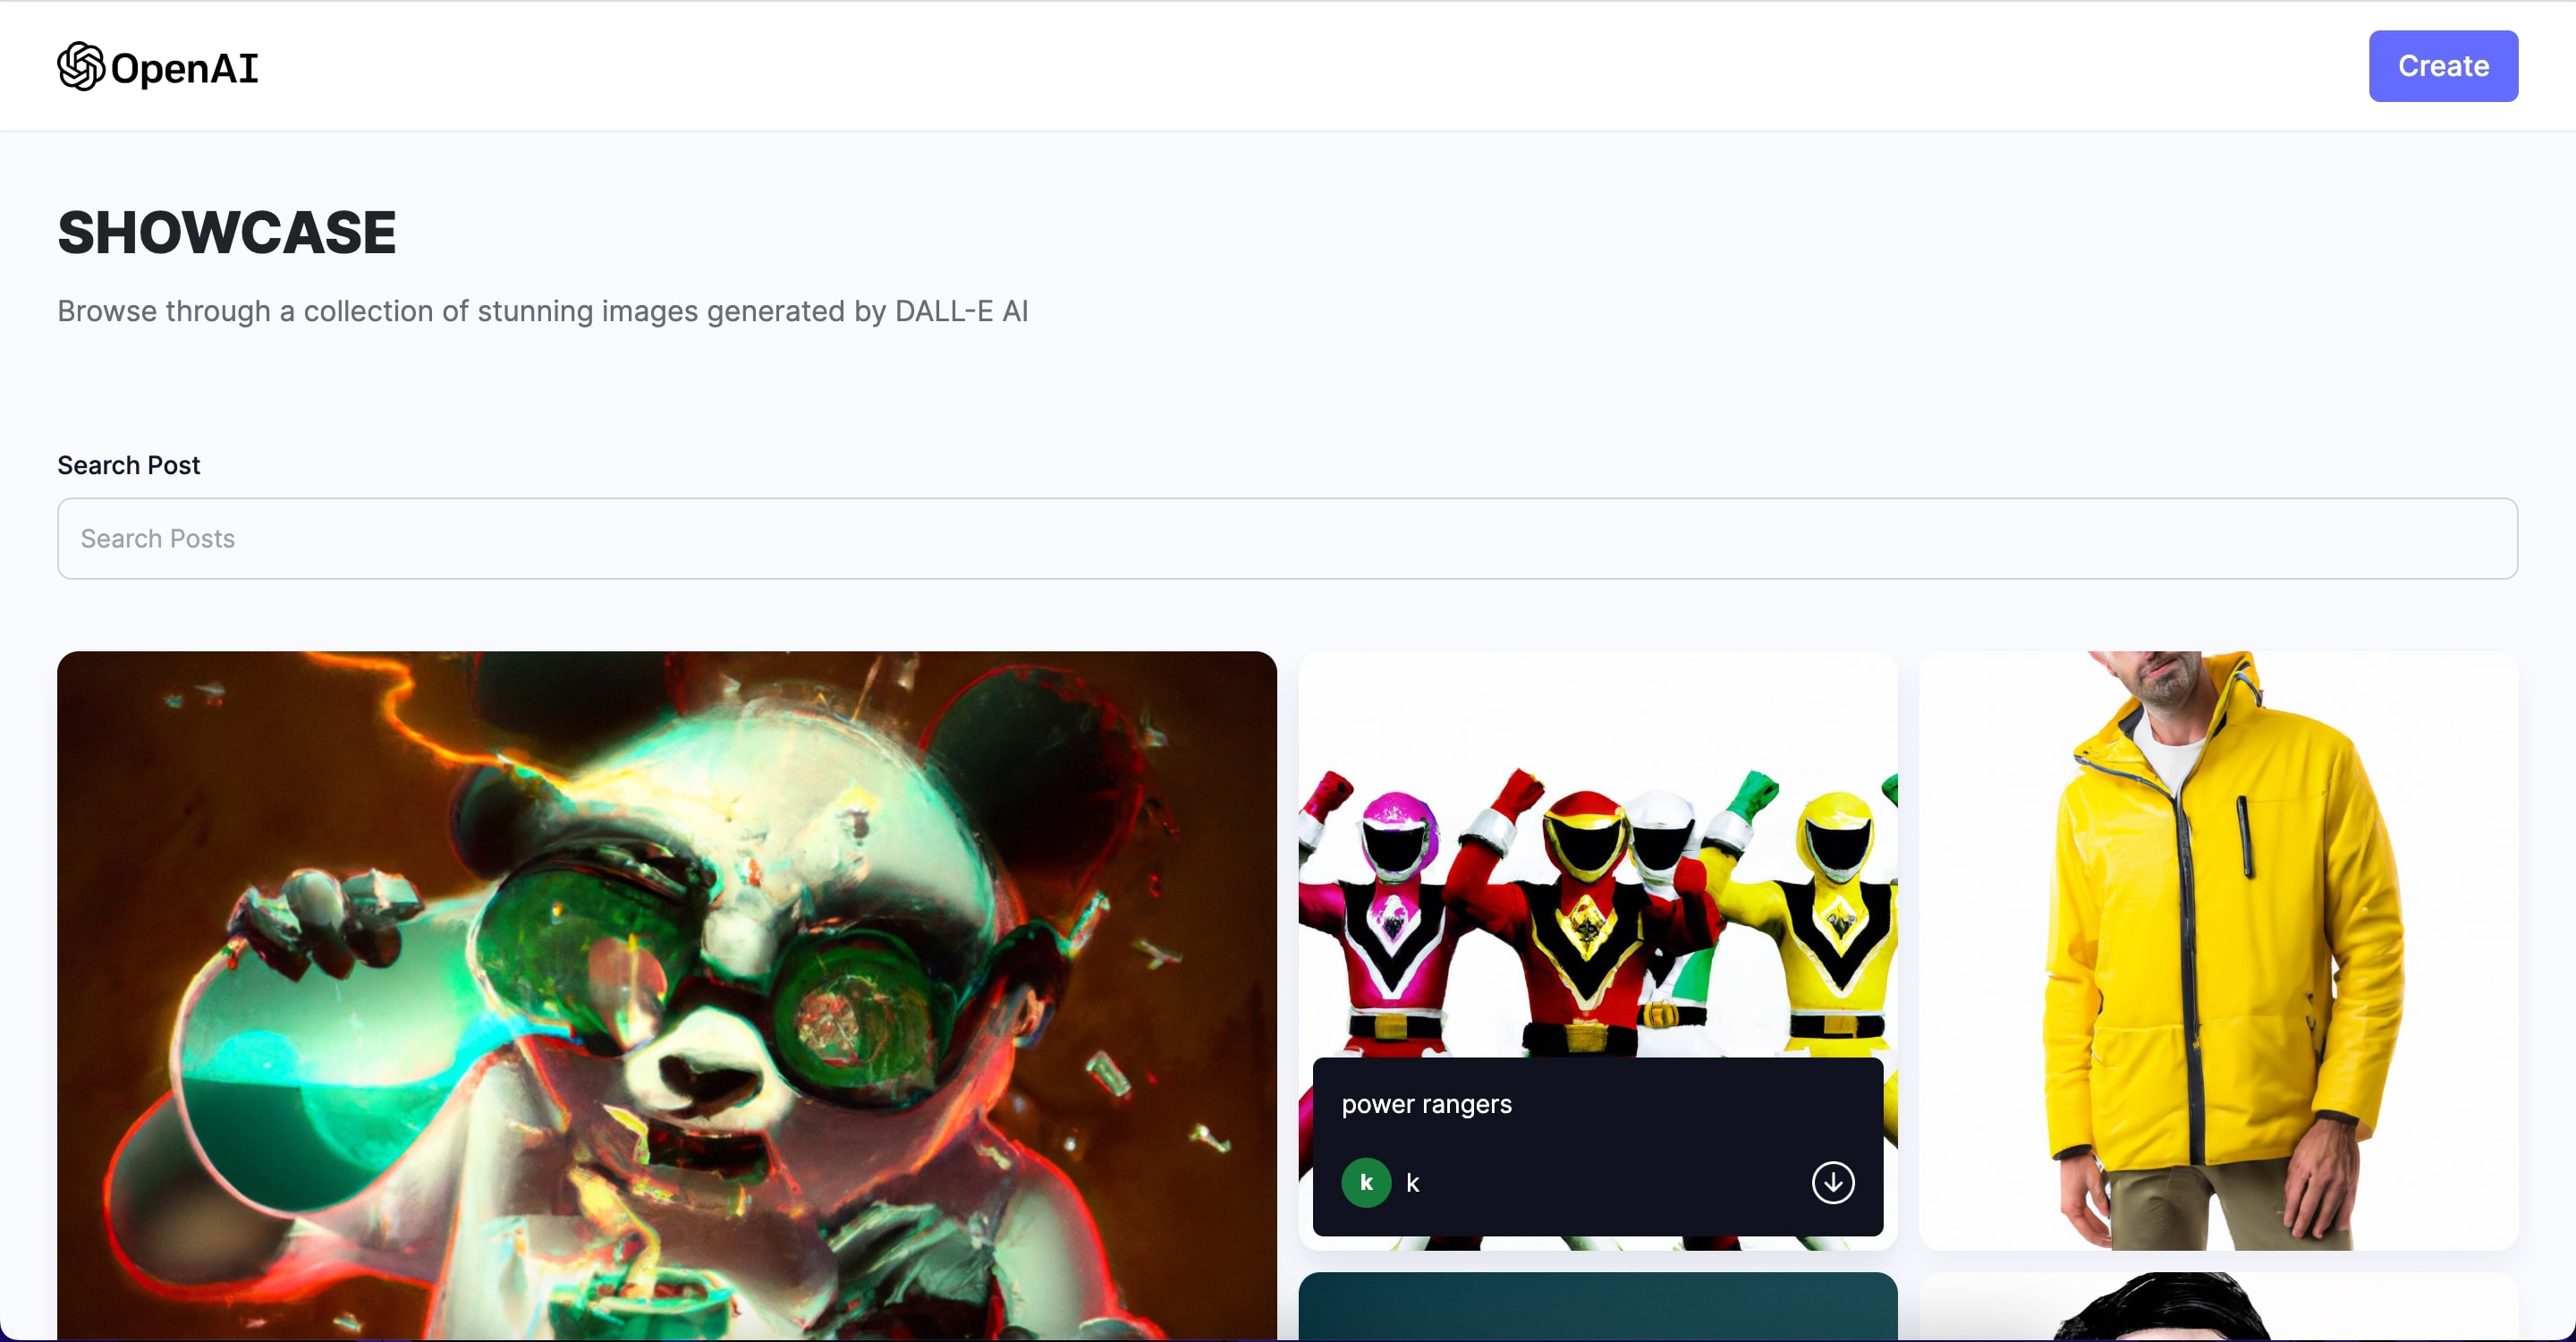 OpenAI
Create
SHOWCASE
Browse through a collection of stunning images generated by DALL-E AI
Search Post
Search Posts
power rangers
k k